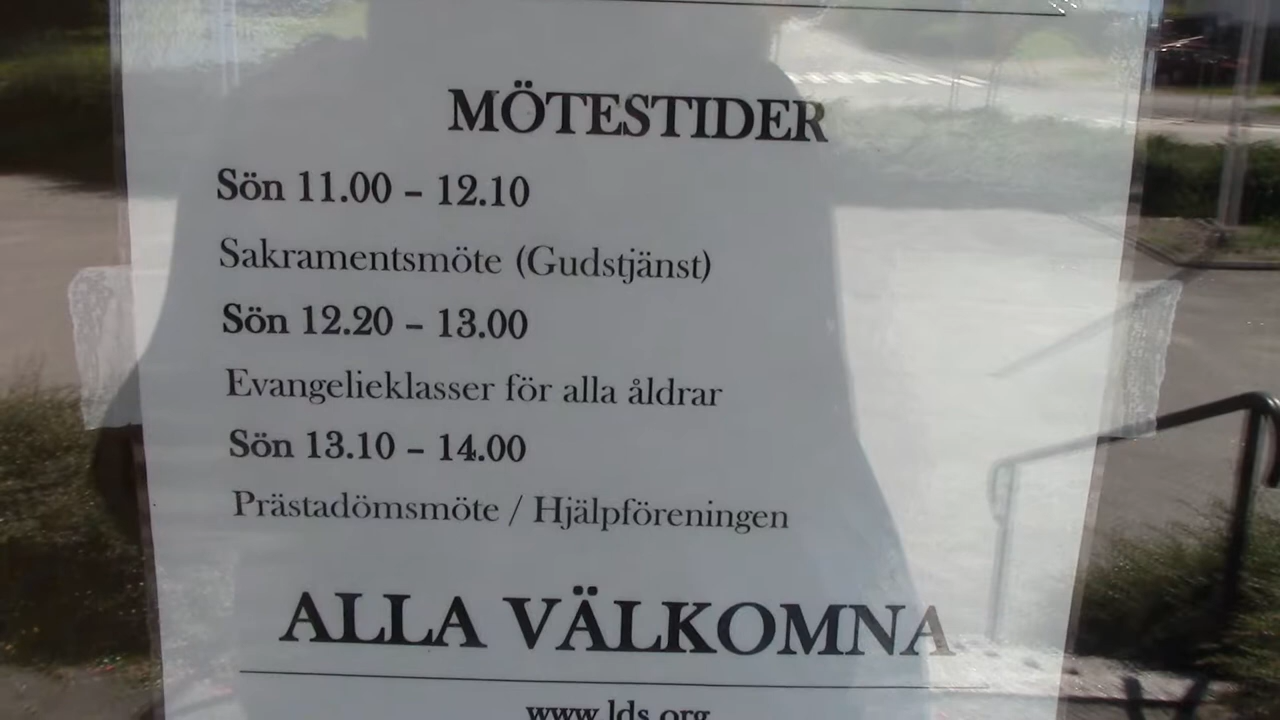 MÖTESTIDER
Sön 11.00 – 12.10
Sakramentsmöte (Gudstjänst)
Sön 12.20 – 13.00
Evangelieklasser för alla åldrar
Sön 13.10 – 14.00
Prästadömsmöte / Hjälpföreningen
ALLA VÄLKOMNA
www.lds.org